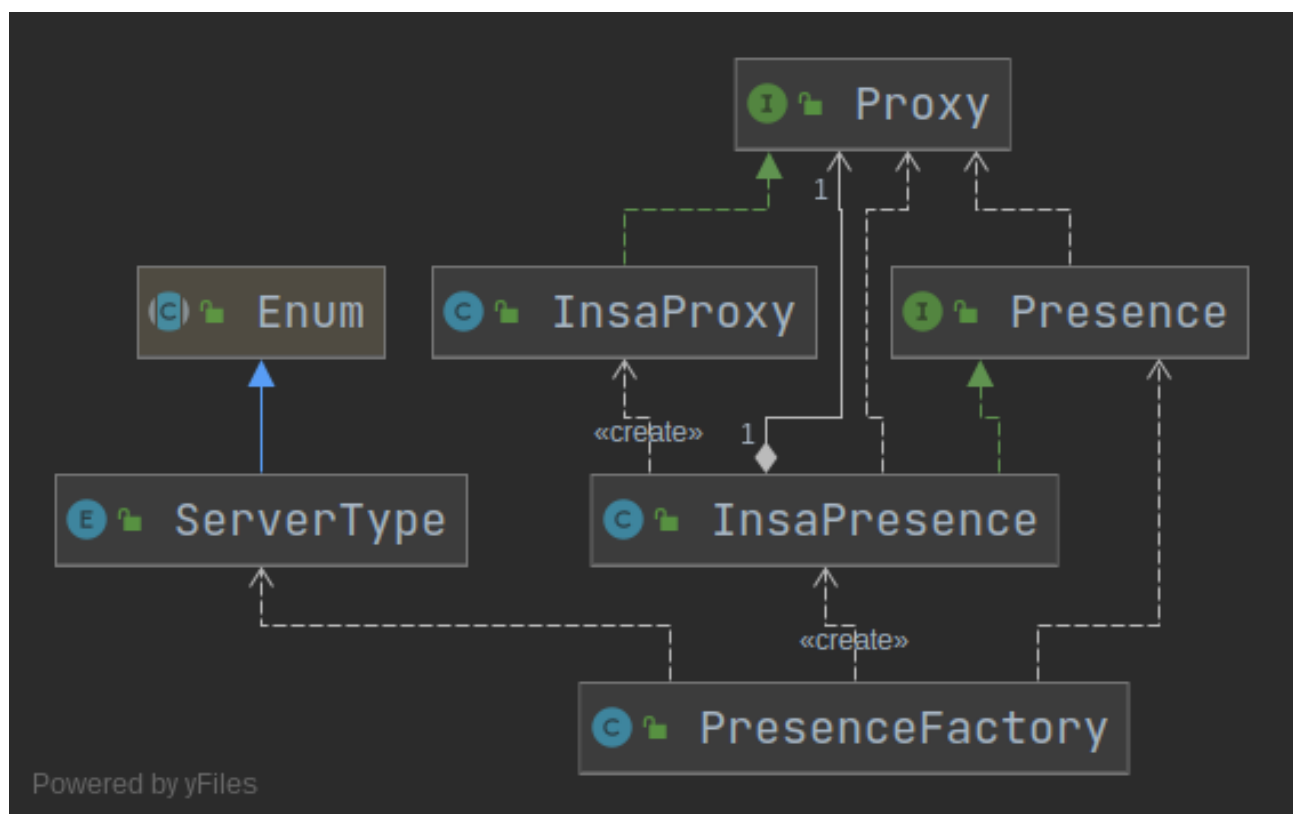 I Proxy
1
C Enum
C InsaProxy
I Presence
«create»
1
E ServerType
C InsaPresence
«create»
C PresenceFactory
Powered by yFiles